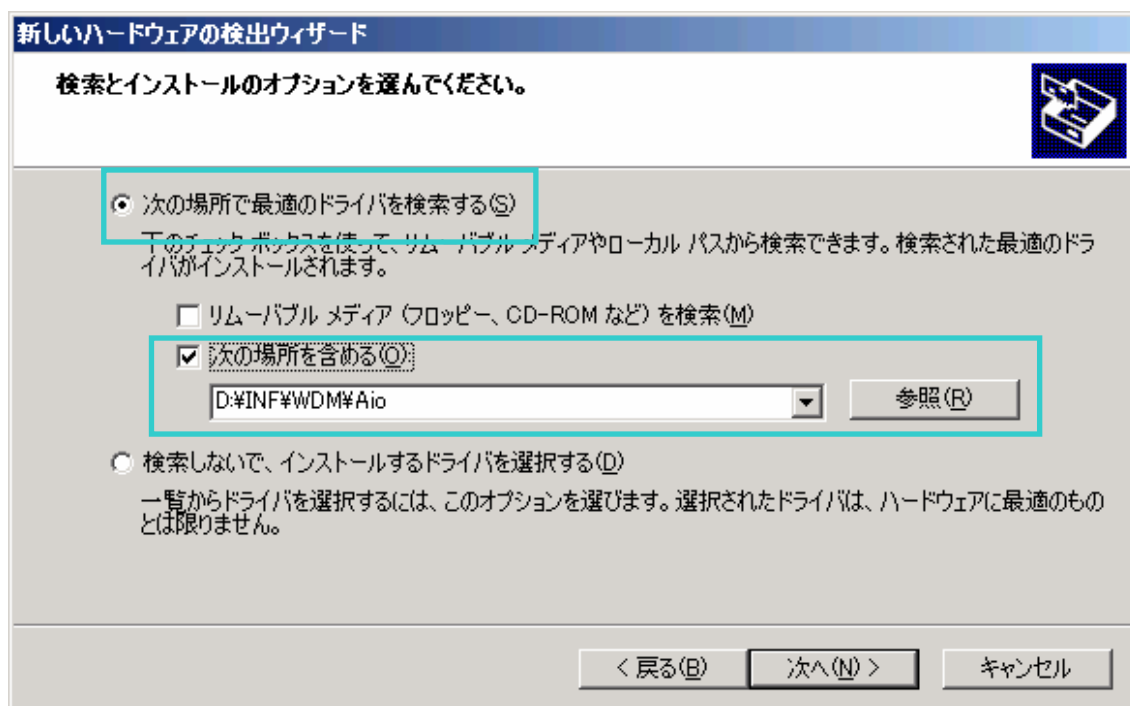 新しいハードウェアの検出ウィザード
検索とインストールのオプションを選んでください。
次の場所で最適のドライバを検索する(S)
下のチェック ボックスを使って、リムーバブル メディアやローカル パスから検索できます。検索された最適のドラ
イバがインストールされます。
リムーバブル メディア (フロッピー、CD-ROM など) を検索(M)
次の場所を含める(O):
D:¥INF¥WDM¥Aio
参照(R)
検索しないで、インストールするドライバを選択する(D)
一覧からドライバを選択するには、このオプションを選びます。選択されたドライバは、ハードウェアに最適のもの
とは限りません。
< 戻る(B)
次へ(N) >
キャンセル